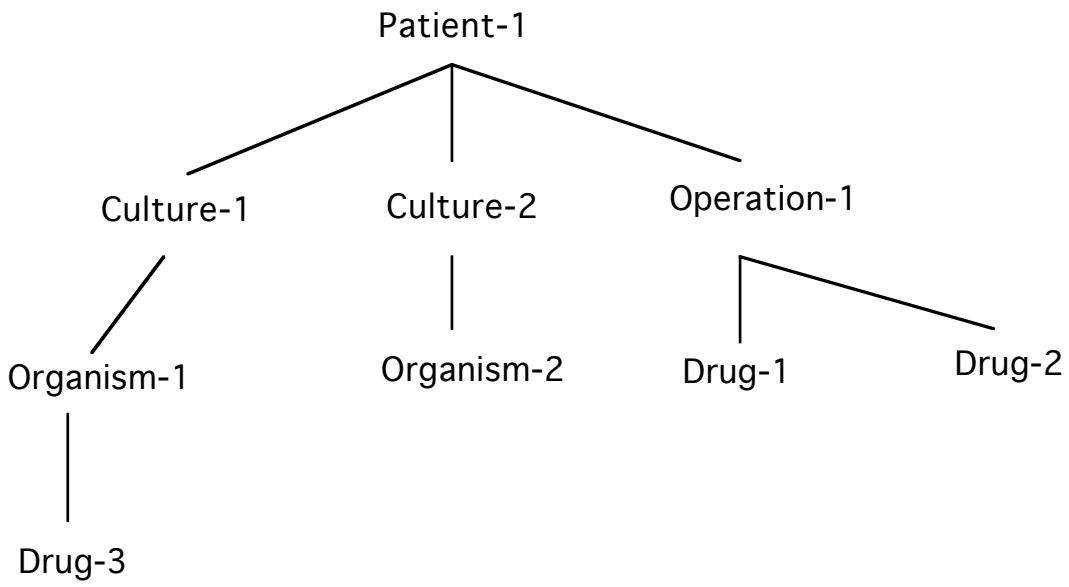 Patient-1
Culture-1
Culture-2
Operation-1
Organism-1
Organism-2
Drug-1
Drug-2
Drug-3